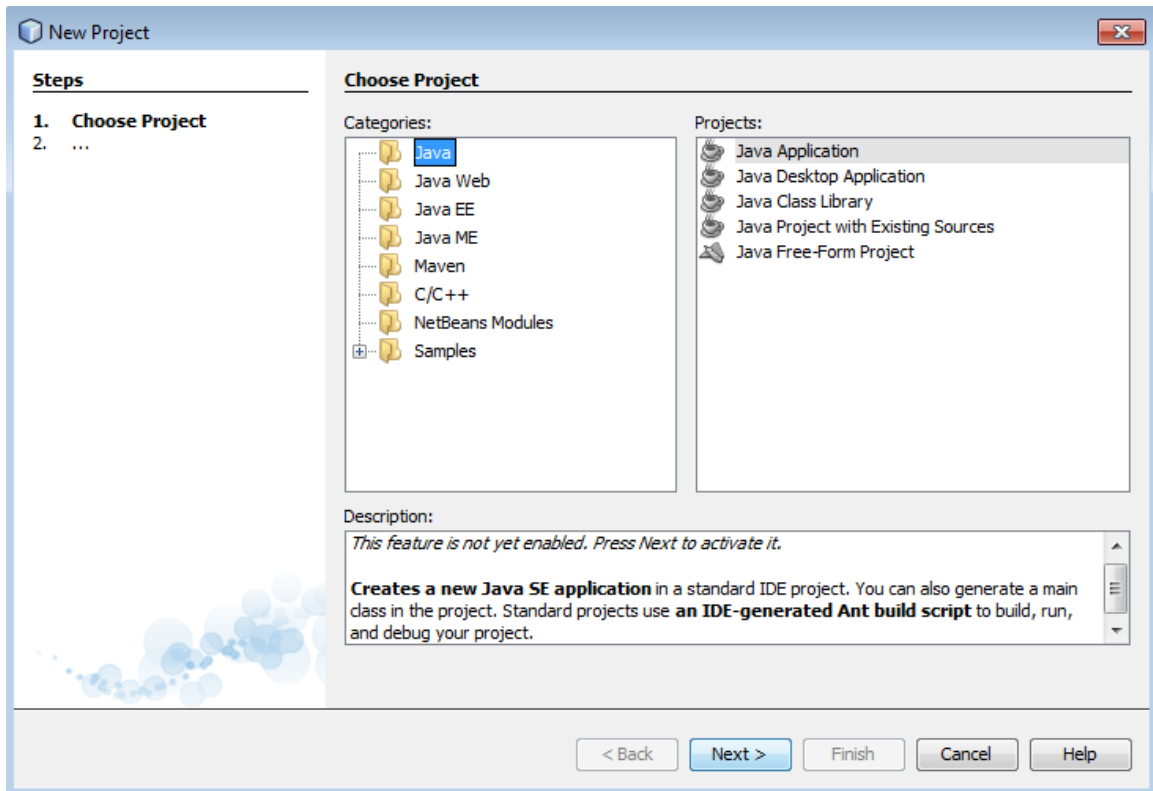 New Project
Steps
1. Choose Project
2. ...
Choose Project
Categories:
Java
Java Web
Java EE
Java ME
Maven
C/C++
NetBeans Modules
Samples
Projects:
Java Application
Java Desktop Application
Java Class Library
Java Project with Existing Sources
Java Free-Form Project
Description:
This feature is not yet enabled. Press Next to activate it.
Creates a new Java SE application in a standard IDE project. You can also generate a main
class in the project. Standard projects use an IDE-generated Ant build script to build, run,
and debug your project.
< Back
Next >
Finish
Cancel
Help